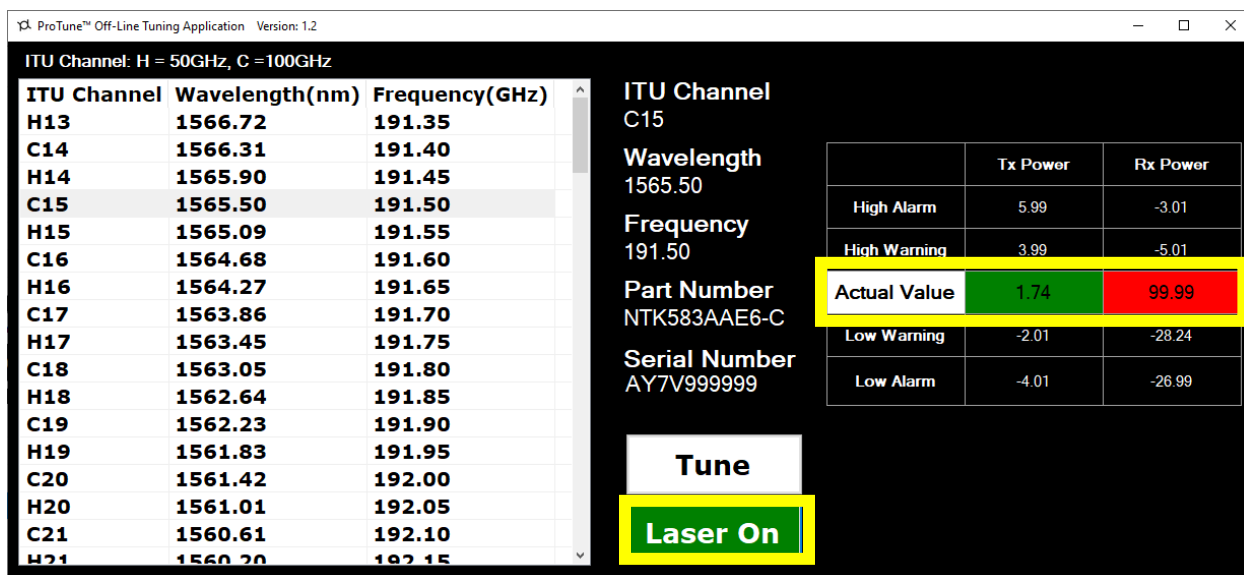 ProTune™ Off-Line Tuning Application Version: 1.2
ITU Channel: H = 50GHz, C =100GHz
ITU Channel Wavelength(nm) Frequency(GHz)
H13 1566.72 191.35
C14 1566.31 191.40
H14 1565.90 191.45
C15 1565.50 191.50
H15 1565.09 191.55
C16 1564.68 191.60
H16 1564.27 191.65
C17 1563.86 191.70
H17 1563.45 191.75
C18 1563.05 191.80
H18 1562.64 191.85
C19 1562.23 191.90
H19 1561.83 191.95
C20 1561.42 192.00
H20 1561.01 192.05
C21 1560.61 192.10
H21 1560.20 192.15
ITU Channel
C15
Wavelength
1565.50
Frequency
191.50
Part Number
NTK583AAE6-C
Serial Number
AY7V999999
Tune
Laser On
Tx Power Rx Power
High Alarm 5.99 -3.01
High Warning 3.99 -5.01
Actual Value 1.74 99.99
Low Warning -2.01 -28.24
Low Alarm -4.01 -26.99